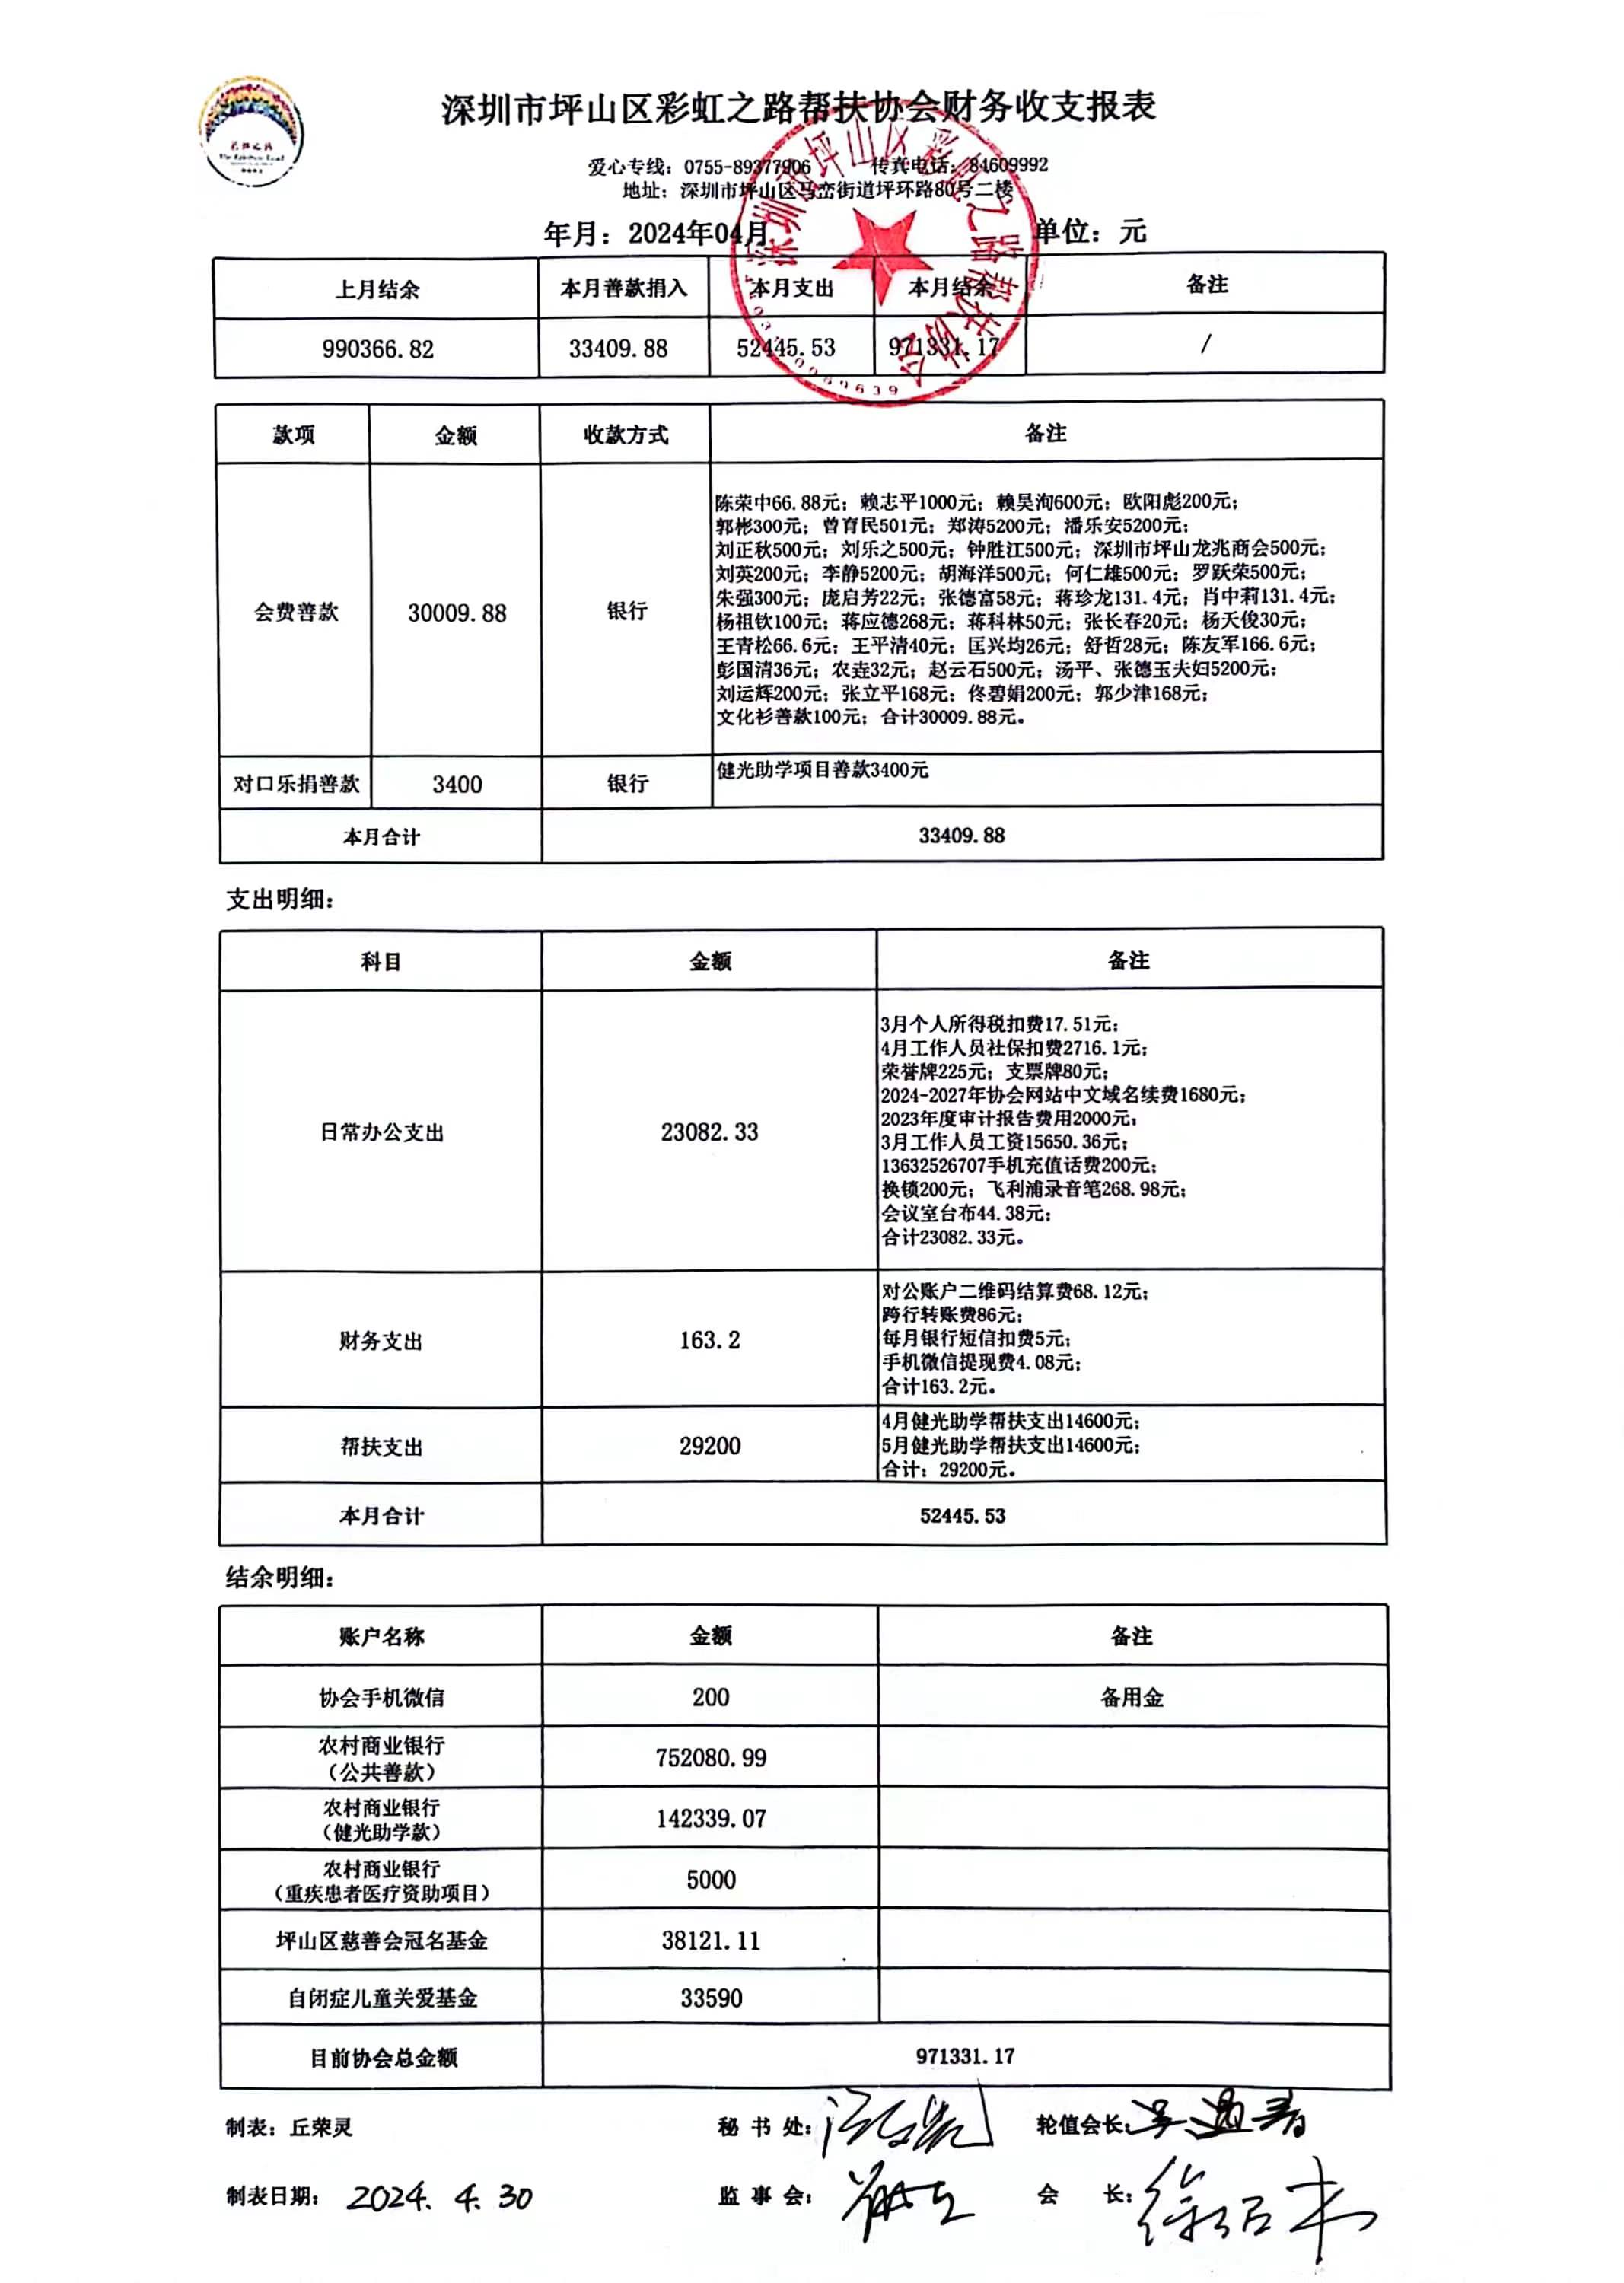 深圳市坪山区彩虹之路帮扶协会财务收支报表
爱心专线：0755-89377906 传真电话：84609992
地址：深圳市坪山区马峦街道坪环路80号二楼
年月：2024年04月 单位：元
上月结余 本月善款捐入 本月支出 本月结余 备注
990366.82 33409.88 52445.53 971331.17 /
款项 金额 收款方式 备注
会费善款 30009.88 银行
陈荣中66.88元；赖志平1000元；赖昊洵600元；欧阳彪200元；
郭彬300元；曾育民501元；郑涛5200元；潘乐安5200元；
刘正秋500元；刘乐之500元；钟胜江500元；深圳市坪山龙兆商会500元；
刘英200元；李静5200元；胡海洋500元；何仁雄500元；罗跃荣500元；
朱强300元；庞启芳22元；张德富58元；蒋珍龙131.4元；肖中莉131.4元；
杨祖钦100元；蒋应德268元；蒋科林50元；张长春20元；杨天俊30元；
王青松66.6元；王平清40元；匡兴均26元；舒哲28元；陈友军166.6元；
彭国清36元；农垚32元；赵云石500元；汤平、张德玉夫妇5200元；
刘运辉200元；张立平168元；佟碧娟200元；郭少津168元；
文化衫善款100元；合计30009.88元。
对口乐捐善款 3400 银行 健光助学项目善款3400元
本月合计 33409.88
支出明细：
科目 金额 备注
日常办公支出 23082.33
3月个人所得税扣费17.51元；
4月工作人员社保扣费2716.1元；
荣誉牌225元；支票牌80元；
2024-2027年协会网站中文域名续费1680元；
2023年度审计报告费用2000元；
3月工作人员工资15650.36元；
13632526707手机充值话费200元；
换锁200元；飞利浦录音笔268.98元；
会议室台布44.38元；
合计23082.33元。
财务支出 163.2
对公账户二维码结算费68.12元；
跨行转账费86元；
每月银行短信扣费5元；
手机微信提现费4.08元；
合计163.2元。
帮扶支出 29200
4月健光助学帮扶支出14600元；
5月健光助学帮扶支出14600元；
合计：29200元。
本月合计 52445.53
结余明细：
账户名称 金额 备注
协会手机微信 200 备用金
农村商业银行
（公共善款） 752080.99
农村商业银行
（健光助学款） 142339.07
农村商业银行
（重疾患者医疗资助项目） 5000
坪山区慈善会冠名基金 38121.11
自闭症儿童关爱基金 33590
目前协会总金额 971331.17
制表：丘荣灵 秘书处： 轮值会长：
制表日期：2024.4.30 监事会： 会长：